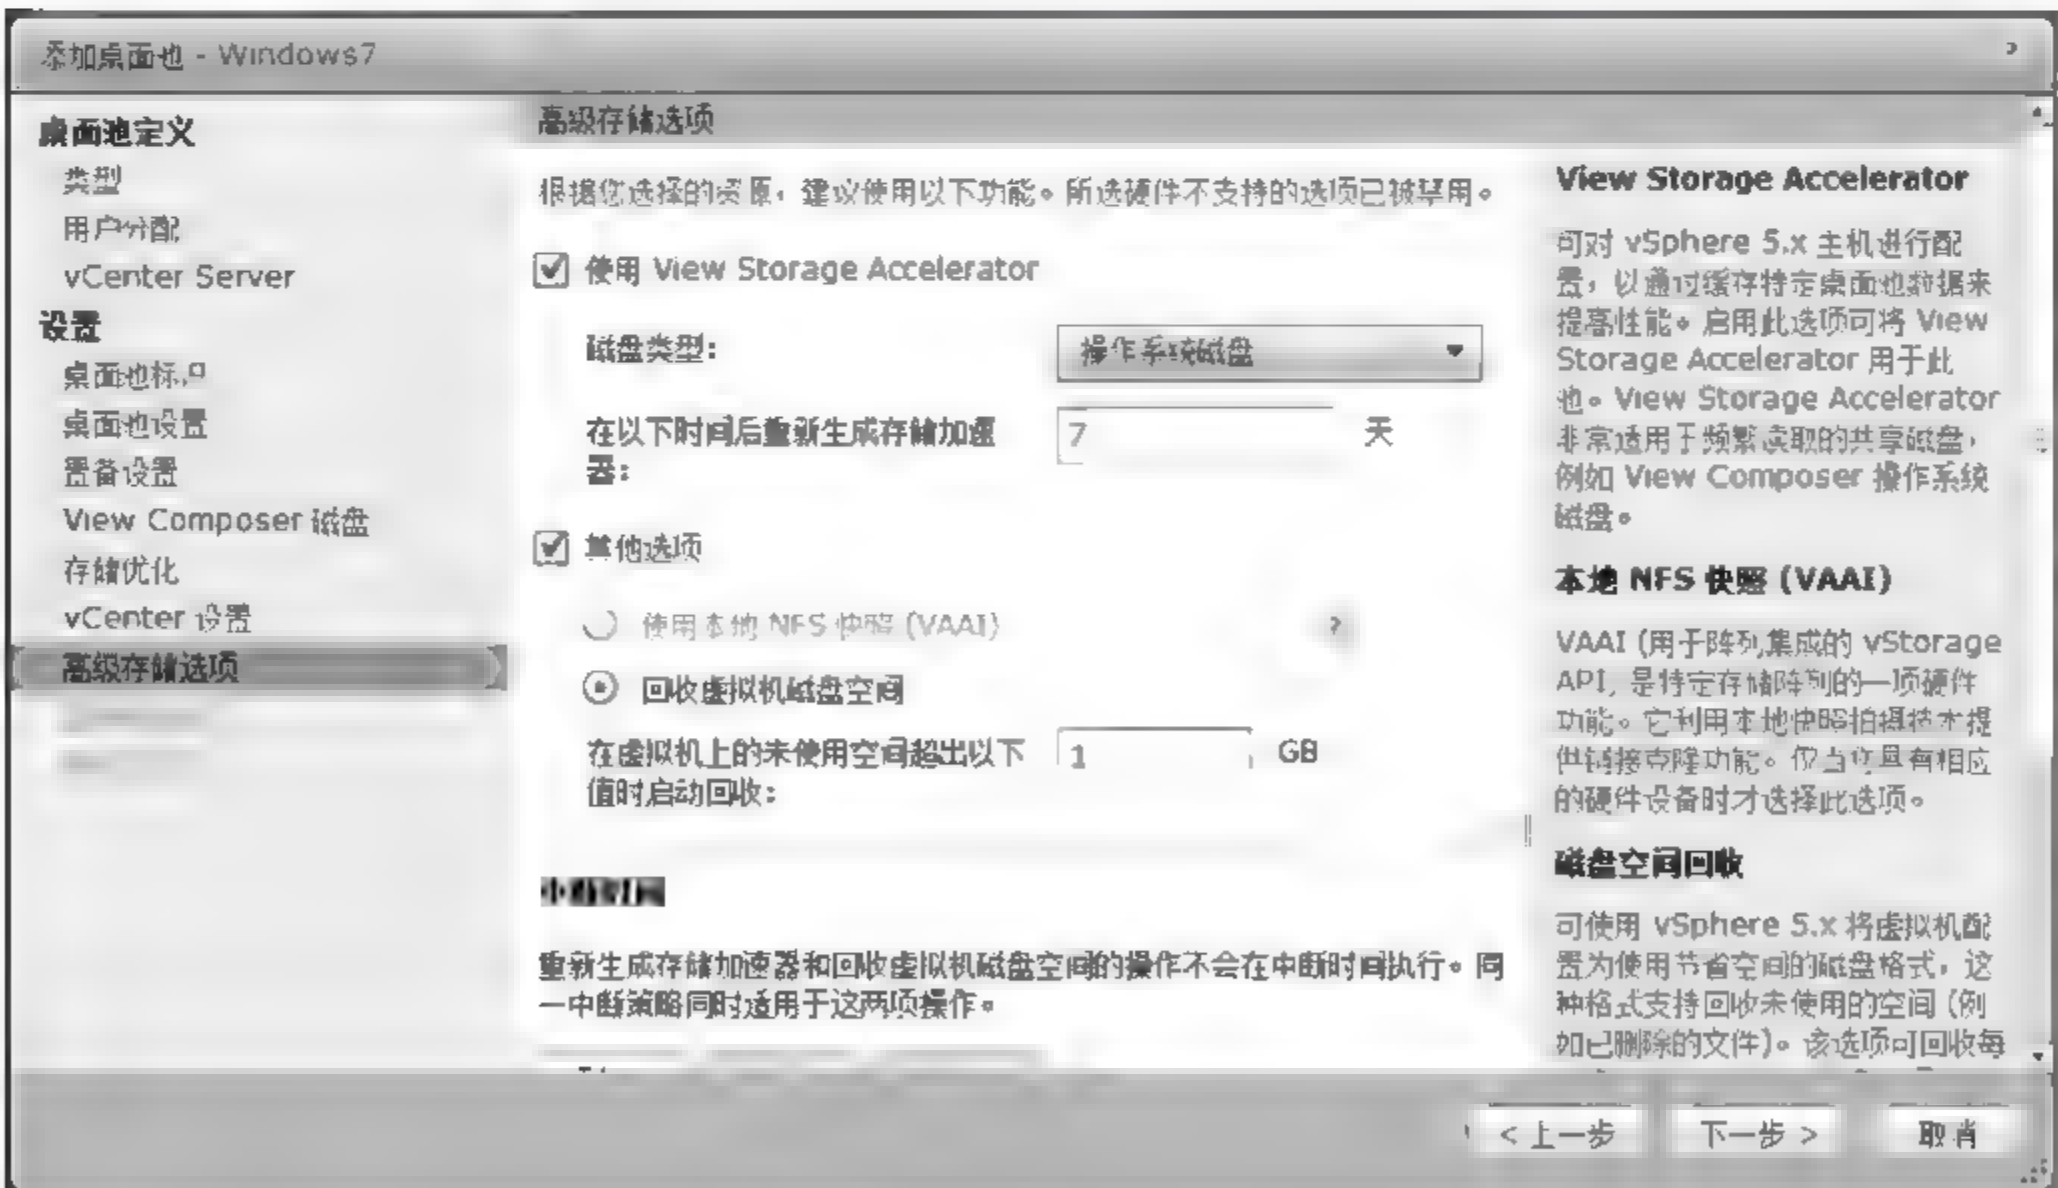 添加桌面池 - Windows7
桌面池定义
类型
用户分配
vCenter Server
设置
桌面池标识
桌面池设置
置备设置
View Composer 磁盘
存储优化
vCenter 设置
高级存储选项
高级存储选项
根据您选择的资源，建议使用以下功能。所选硬件不支持的选项已被禁用。
使用 View Storage Accelerator
磁盘类型：
操作系统磁盘
在以下时间后重新生成存储加速
器：
7
天
其他选项
使用本地 NFS 快照 (VAAI)
?
回收虚拟机磁盘空间
在虚拟机上的未使用空间超出以下
值时启动回收：
1
GB
中断时间
重新生成存储加速器和回收虚拟机磁盘空间的操作不会在中断时间执行。同
一中断策略同时适用于这两项操作。
View Storage Accelerator
可对 vSphere 5.x 主机进行配
置，以通过缓存特定桌面池数据来
提高性能。启用此选项可将 View
Storage Accelerator 用于此
池。View Storage Accelerator
非常适用于频繁读取的共享磁盘，
例如 View Composer 操作系统
磁盘。
本地 NFS 快照 (VAAI)
VAAI (用于阵列集成的 vStorage
API) 是特定存储阵列的一项硬件
功能。它利用本地快照拍摄技术提
供链接克隆功能。仅当您具有相应
的硬件设备时才选择此选项。
磁盘空间回收
可使用 vSphere 5.x 将虚拟机配
置为使用节省空间的磁盘格式，这
种格式支持回收未使用的空间 (例
如已删除的文件)。该选项可回收每
< 上一步
下一步 >
取消